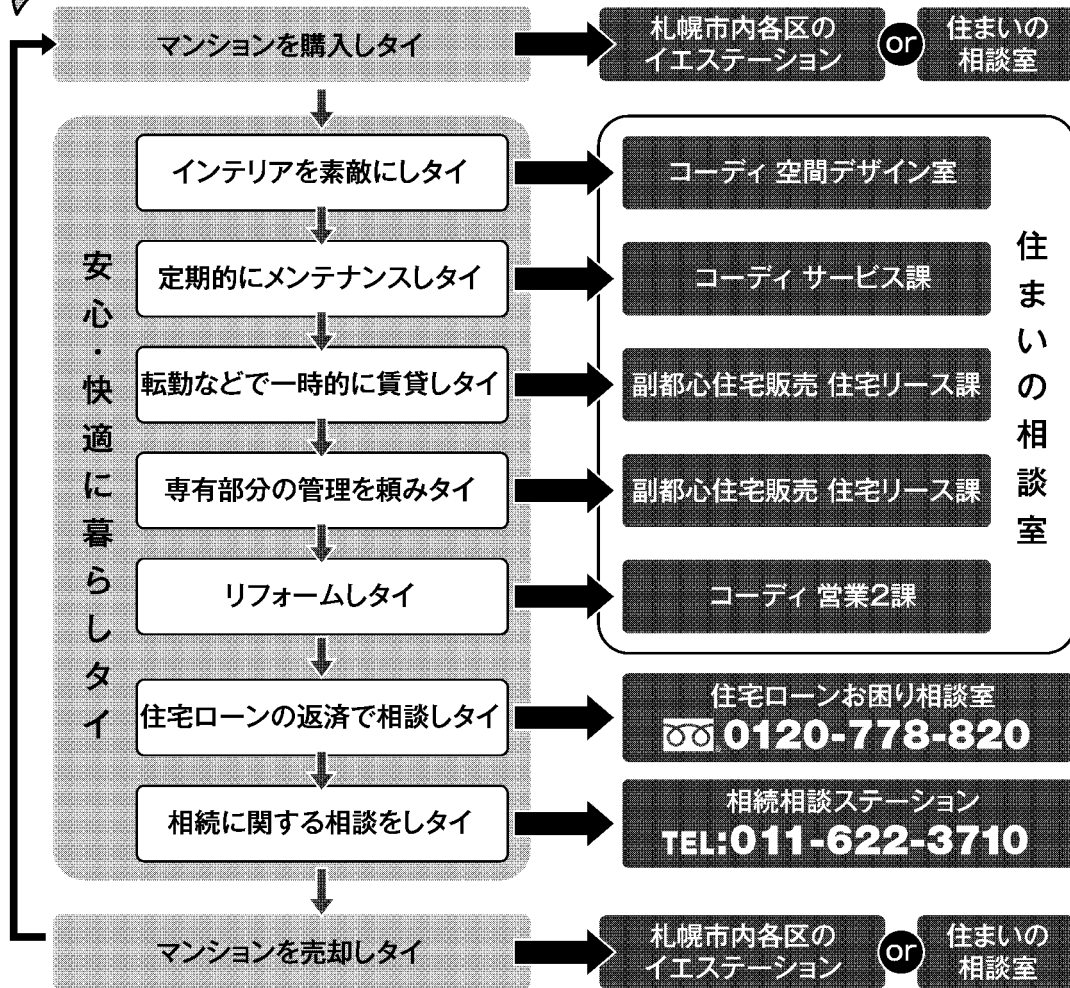 マンションを購入しタイ
札幌市内各区の
イエステーション
or
住まいの
相談室
安心・快適に暮らしタイ
インテリアを素敵にしタイ
コーディ 空間デザイン室
定期的にメンテナンスしタイ
コーディ サービス課
転勤などで一時的に賃貸しタイ
副都心住宅販売 住宅リース課
専有部分の管理を頼みタイ
副都心住宅販売 住宅リース課
リフォームしタイ
コーディ 営業2課
住まいの相談室
住宅ローンの返済で相談しタイ
住宅ローンお困り相談室
0120-778-820
相続に関する相談をしタイ
相続相談ステーション
TEL:011-622-3710
マンションを売却しタイ
札幌市内各区の
イエステーション
or
住まいの
相談室